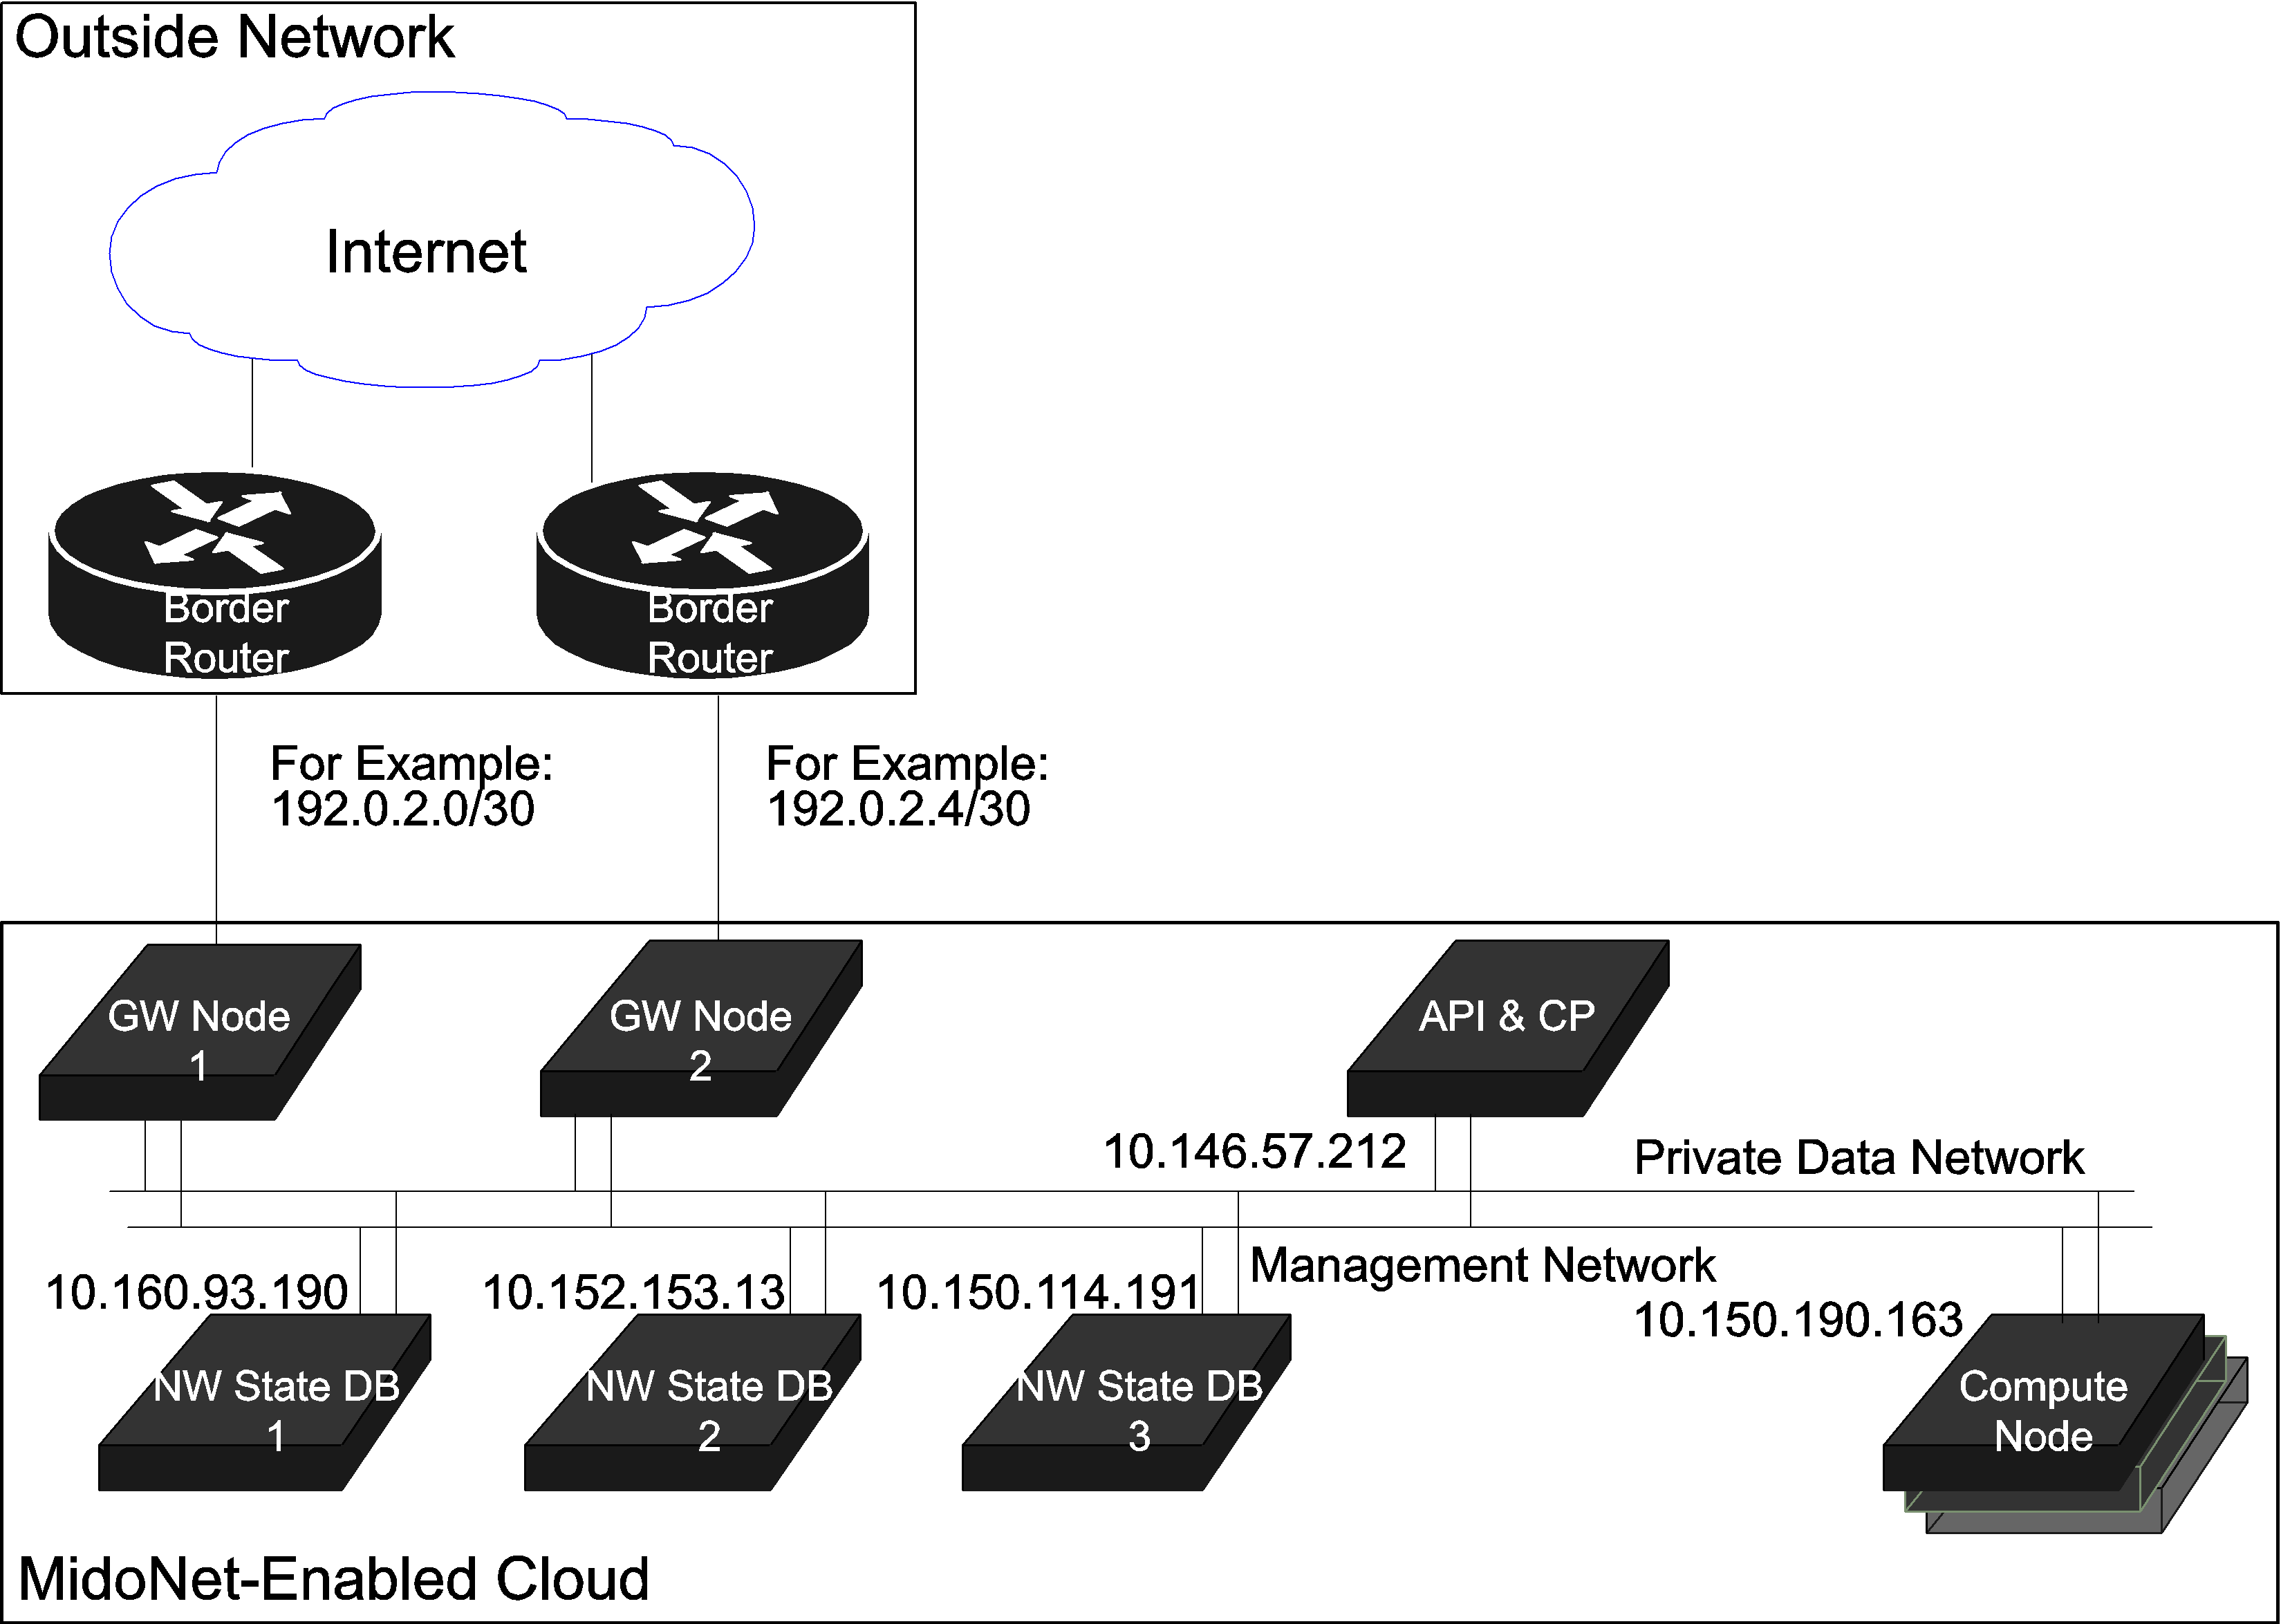 Outside Network
Internet
Border
Router
Border
Router
For Example:
192.0.2.0/30
For Example:
192.0.2.4/30
GW Node
1
GW Node
2
API & CP
10.146.57.212
Private Data Network
Management Network
10.160.93.190
10.152.153.13
10.150.114.191
10.150.190.163
NW State DB
1
NW State DB
2
NW State DB
3
Compute
Node
MidoNet-Enabled Cloud